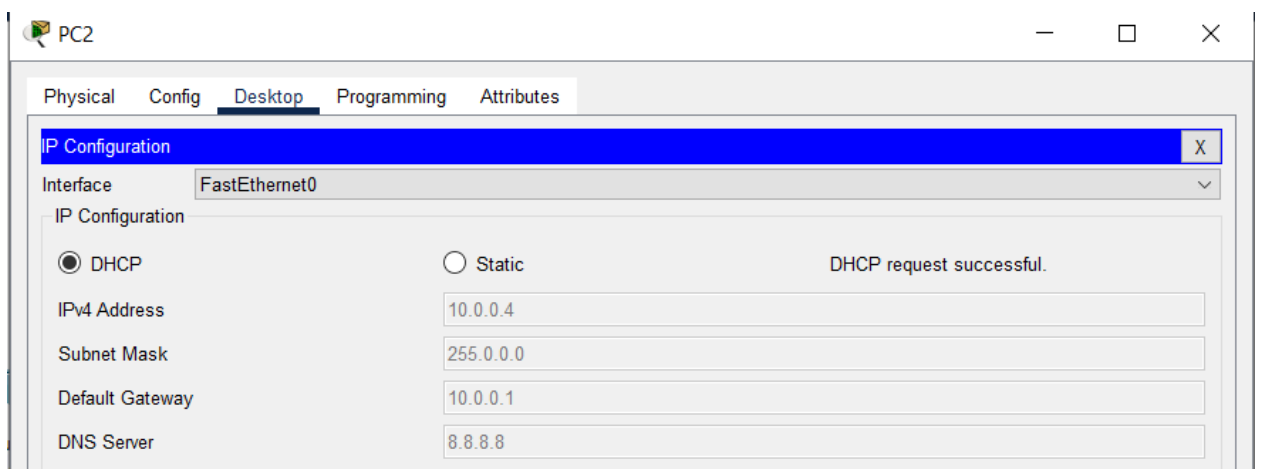 PC2
Physical Config Desktop Programming Attributes
IP Configuration X
Interface FastEthernet0
IP Configuration
DHCP Static DHCP request successful.
IPv4 Address 10.0.0.4
Subnet Mask 255.0.0.0
Default Gateway 10.0.0.1
DNS Server 8.8.8.8